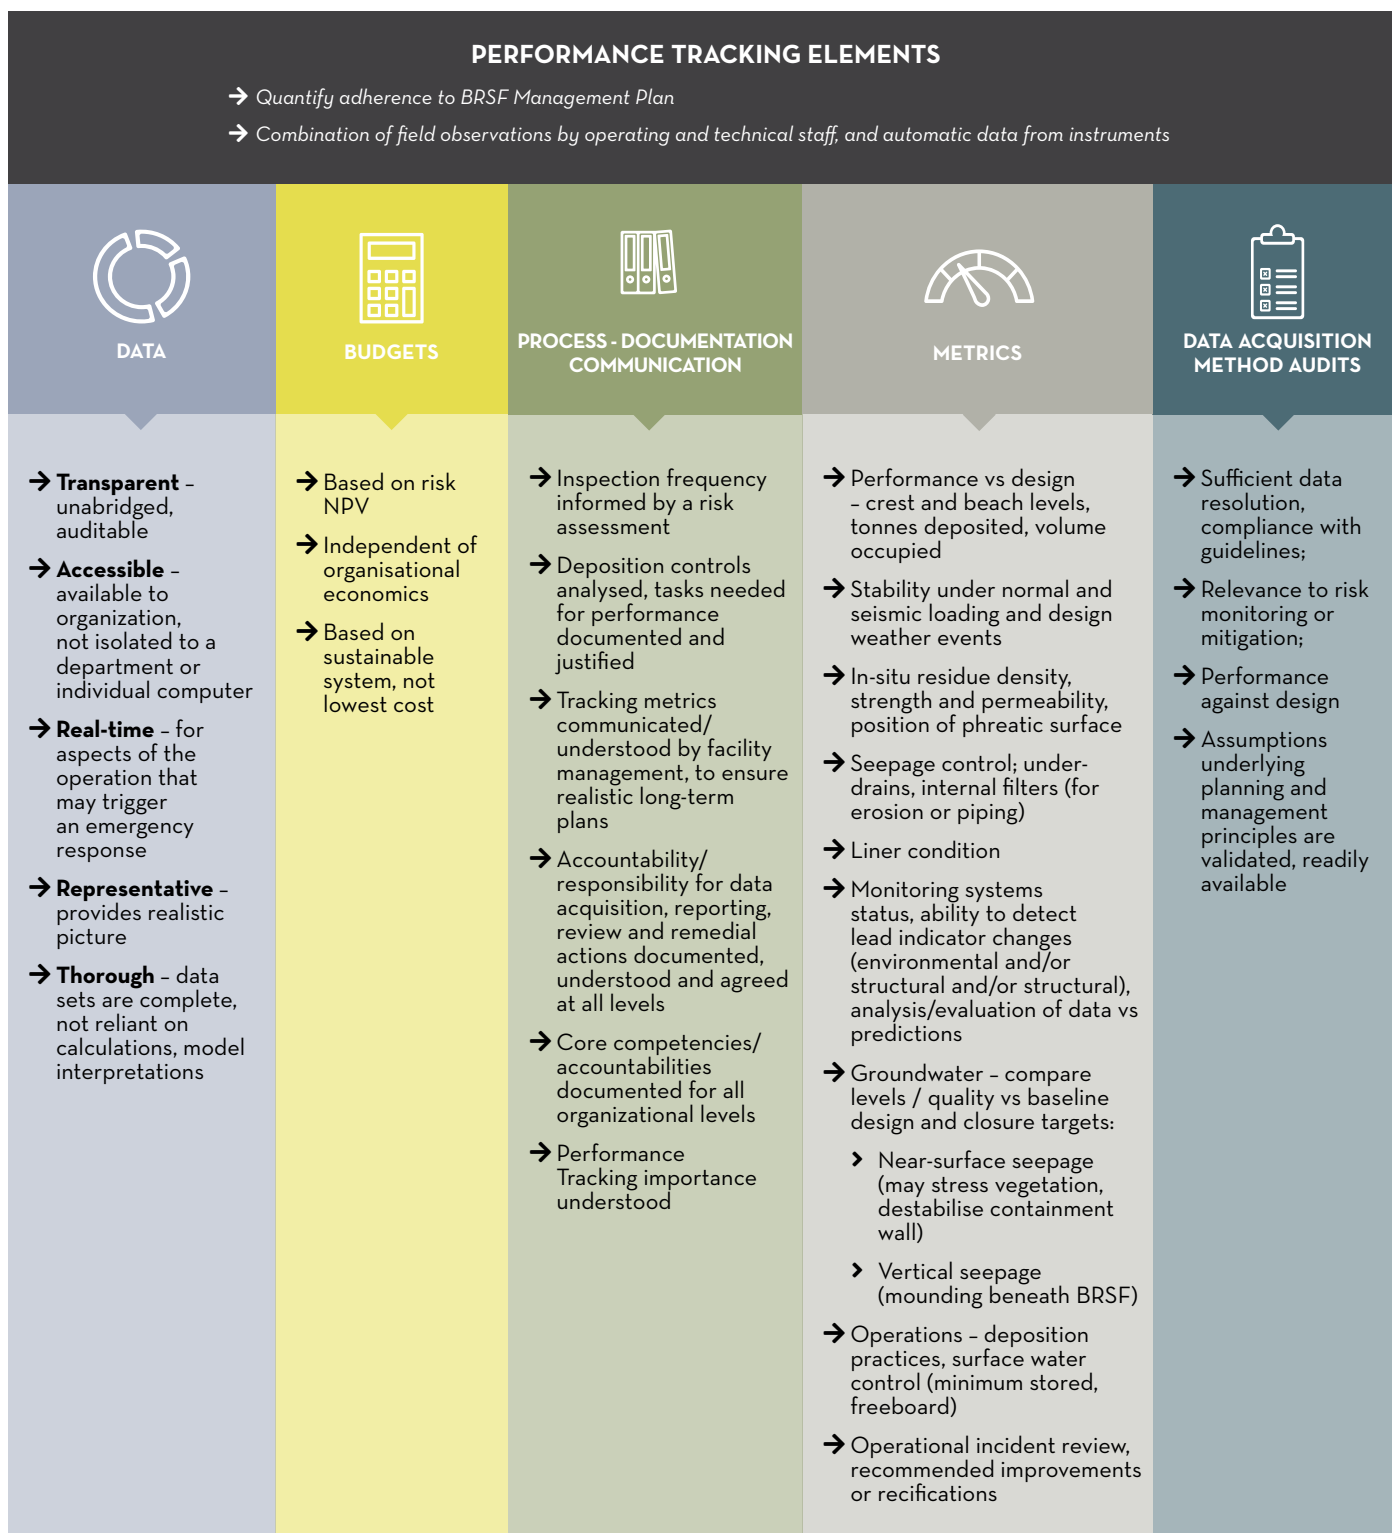 PERFORMANCE TRACKING ELEMENTS
→ Quantify adherence to BRSF Management Plan
→ Combination of field observations by operating and technical staff, and automatic data from instruments
DATA
→ Transparent –
unabridged,
auditable
→ Accessible –
available to
organization,
not isolated to a
department or
individual computer
→ Real-time – for
aspects of the
operation that
may trigger
an emergency
response
→ Representative –
provides realistic
picture
→ Thorough – data
sets are complete,
not reliant on
calculations, model
interpretations
BUDGETS
→ Based on risk
NPV
→ Independent of
organisational
economics
→ Based on
sustainable
system, not
lowest cost
PROCESS - DOCUMENTATION
COMMUNICATION
→ Inspection frequency
informed by a risk
assessment
→ Deposition controls
analysed, tasks needed
for performance
documented and
justified
→ Tracking metrics
communicated/
understood by facility
management, to ensure
realistic long-term
plans
→ Accountability/
responsibility for data
acquisition, reporting,
review and remedial
actions documented,
understood and agreed
at all levels
→ Core competencies/
accountabilities
documented for all
organizational levels
→ Performance
Tracking importance
understood
METRICS
→ Performance vs design
– crest and beach levels,
tonnes deposited, volume
occupied
→ Stability under normal and
seismic loading and design
weather events
→ In-situ residue density,
strength and permeability,
position of phreatic surface
→ Seepage control; under-
drains, internal filters (for
erosion or piping)
→ Liner condition
→ Monitoring systems
status, ability to detect
lead indicator changes
(environmental and/or
structural and/or structural),
analysis/evaluation of data vs
predictions
→ Groundwater – compare
levels / quality vs baseline
design and closure targets:
> Near-surface seepage
(may stress vegetation,
destabilise containment
wall)
> Vertical seepage
(mounding beneath BRSF)
→ Operations – deposition
practices, surface water
control (minimum stored,
freeboard)
→ Operational incident review,
recommended improvements
or recifications
DATA ACQUISITION
METHOD AUDITS
→ Sufficient data
resolution,
compliance with
guidelines;
→ Relevance to risk
monitoring or
mitigation;
→ Performance
against design
→ Assumptions
underlying
planning and
management
principles are
validated, readily
available